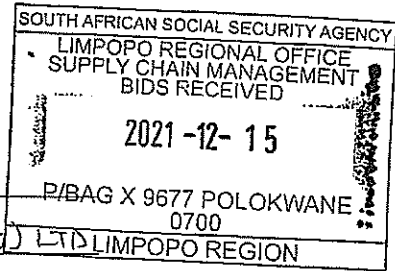 SOUTH AFRICAN SOCIAL SECURITY AGENCY
LIMPOPO REGIONAL OFFICE
SUPPLY CHAIN MANAGEMENT
BIDS RECEIVED
2021 -12- 15
P/BAG X 9677 POLOKWANE
0700
) LTD LIMPOPO REGION